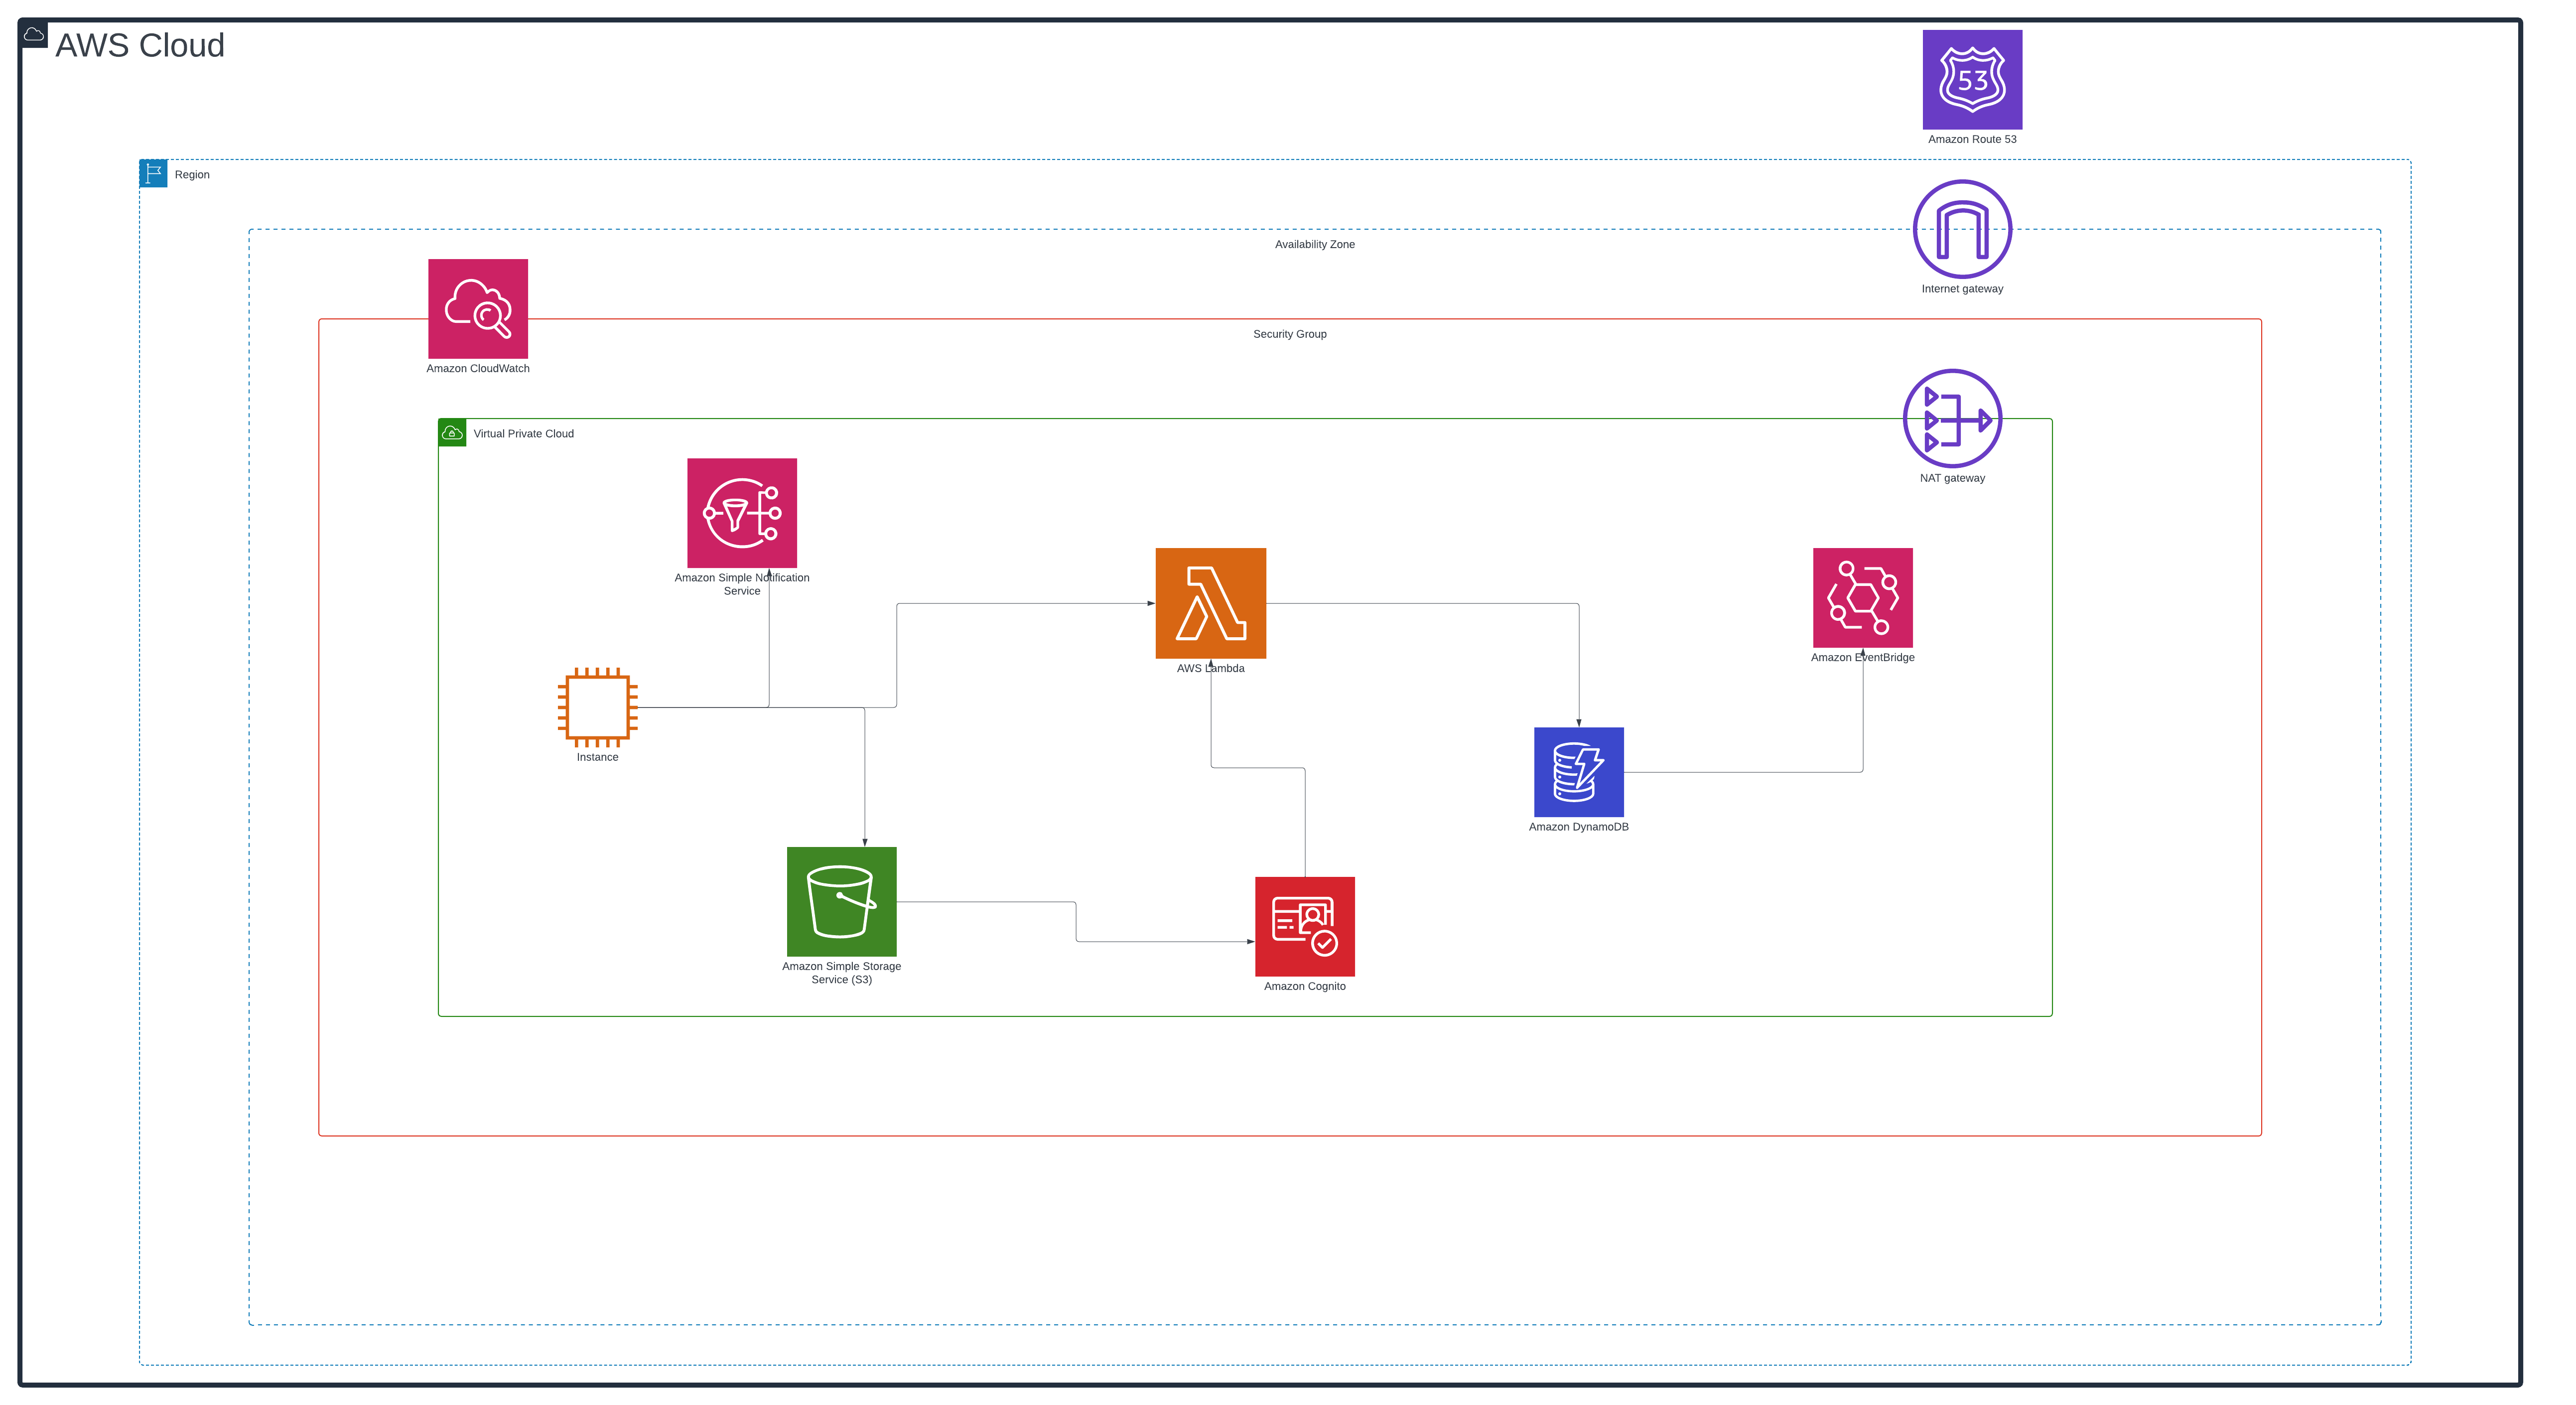 AWS Cloud
53
Amazon Route 53
Region
Availability Zone
Internet gateway
Security Group
Amazon CloudWatch
Virtual Private Cloud
NAT gateway
Amazon Simple Notification
Service
AWS Lambda
Amazon EventBridge
Instance
Amazon DynamoDB
Amazon Simple Storage
Service (S3)
Amazon Cognito